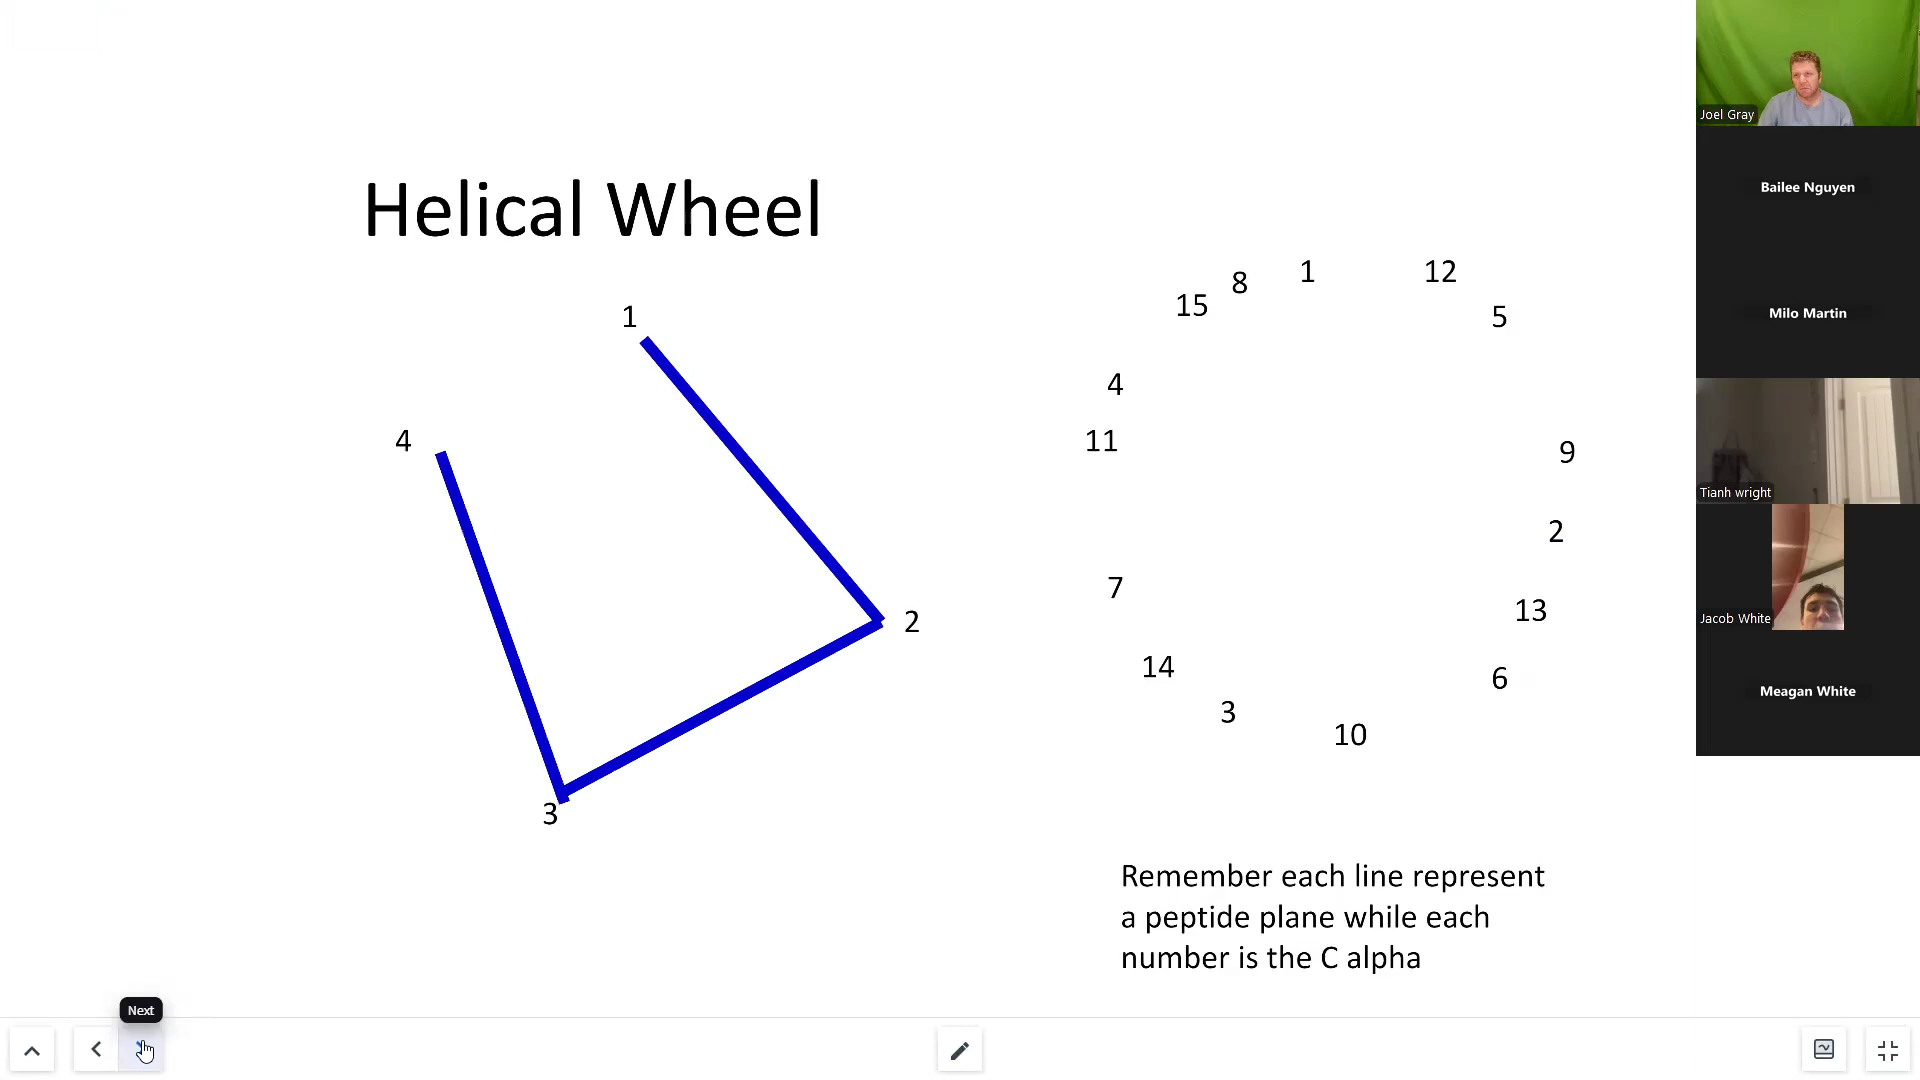 Helical Wheel
1
2
3
4
1
12
8
15
5
4
11
9
2
7
13
14
6
3
10
Remember each line represent
a peptide plane while each
number is the C alpha
Next
Joel Gray
Bailee Nguyen
Milo Martin
Tianh wright
Jacob White
Meagan White